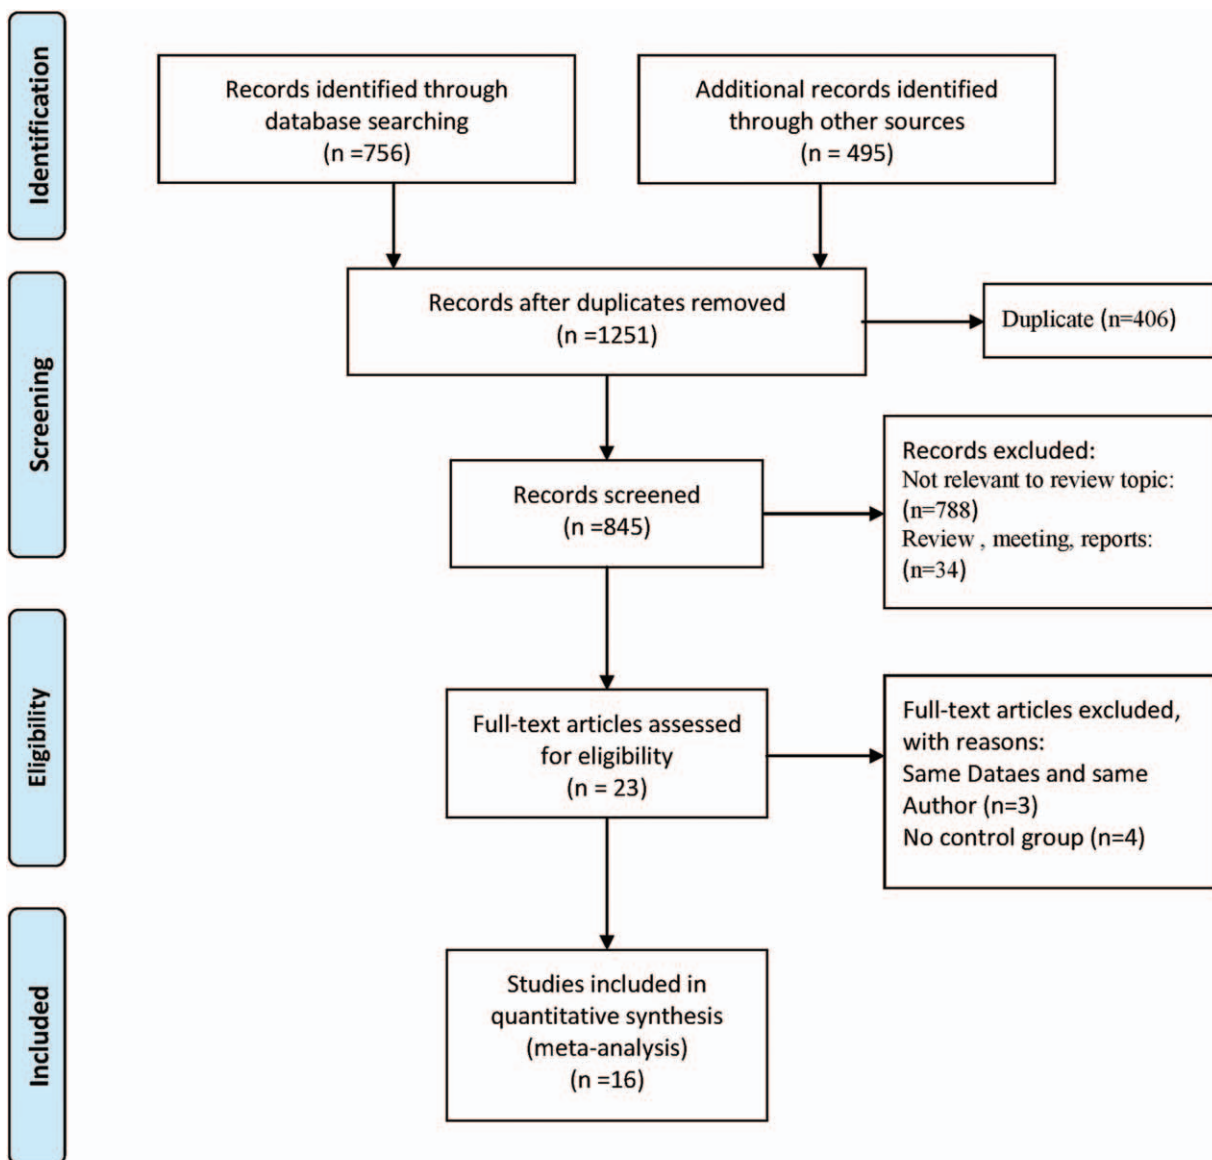 Identification
Records identified through
database searching
(n =756)
Additional records identified
through other sources
(n = 495)
Screening
Records after duplicates removed
(n =1251)
Duplicate (n=406)
Records screened
(n =845)
Records excluded:
Not relevant to review topic:
(n=788)
Review , meeting, reports:
(n=34)
Eligibility
Full-text articles assessed
for eligibility
(n = 23)
Full-text articles excluded,
with reasons:
Same Dataes and same
Author (n=3)
No control group (n=4)
Included
Studies included in
quantitative synthesis
(meta-analysis)
(n =16)